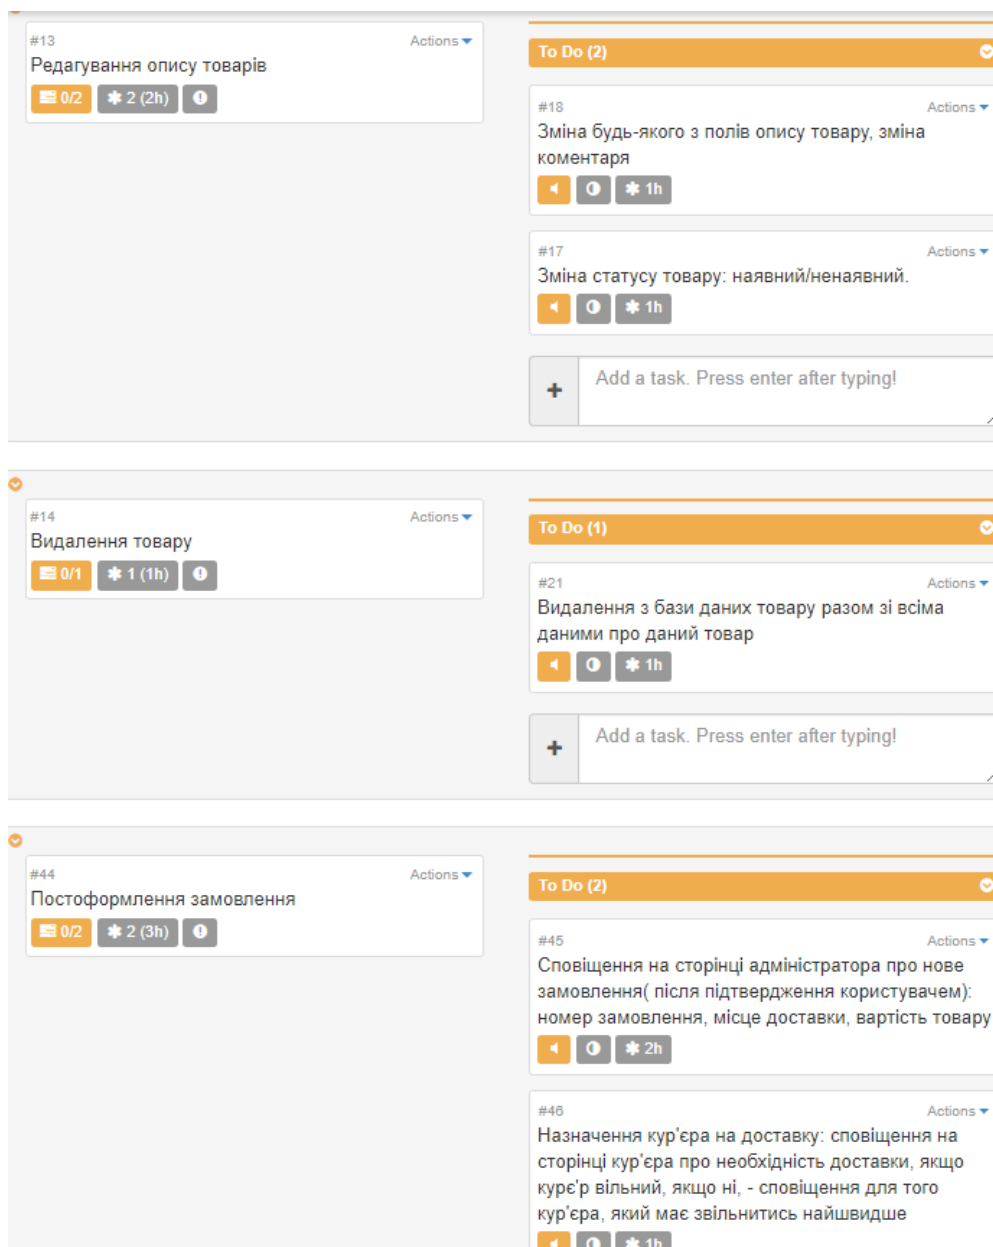 #13
Actions
Редагування опису товарів
0/2
2 (2h)
To Do (2)
#18
Actions
Зміна будь-якого з полів опису товару, зміна
коментаря
1h
#17
Actions
Зміна статусу товару: наявний/ненаявний.
1h
Add a task. Press enter after typing!
#14
Actions
Видалення товару
0/1
1 (1h)
To Do (1)
#21
Actions
Видалення з бази даних товару разом зі всіма
даними про даний товар
1h
Add a task. Press enter after typing!
#44
Actions
Постоформлення замовлення
0/2
2 (3h)
To Do (2)
#45
Actions
Сповіщення на сторінці адміністратора про нове
замовлення( після підтвердження користувачем):
номер замовлення, місце доставки, вартість товару
2h
#46
Actions
Назначення кур'єра на доставку: сповіщення на
сторінці кур'єра про необхідність доставки, якщо
курє'р вільний, якщо ні, - сповіщення для того
кур'єра, який має звільнитись найшвидше
1h